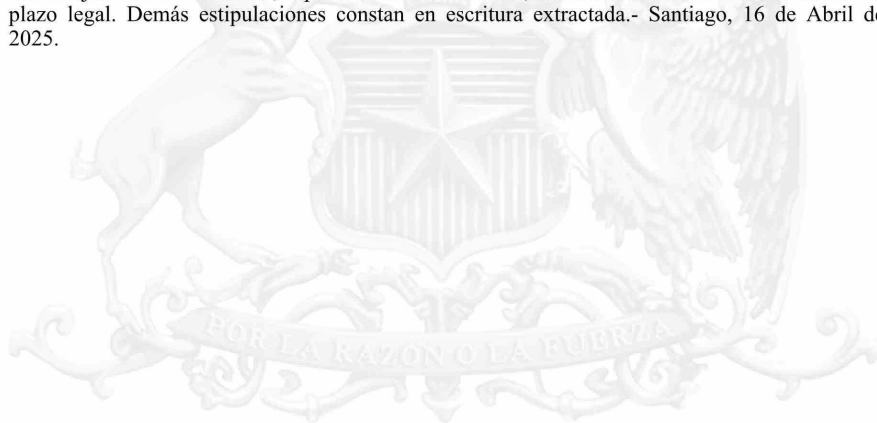 plazo legal. Demás estipulaciones constan en escritura extractada.- Santiago, 16 de Abril de
2025.
POR LA RAZON O LA FUERZA